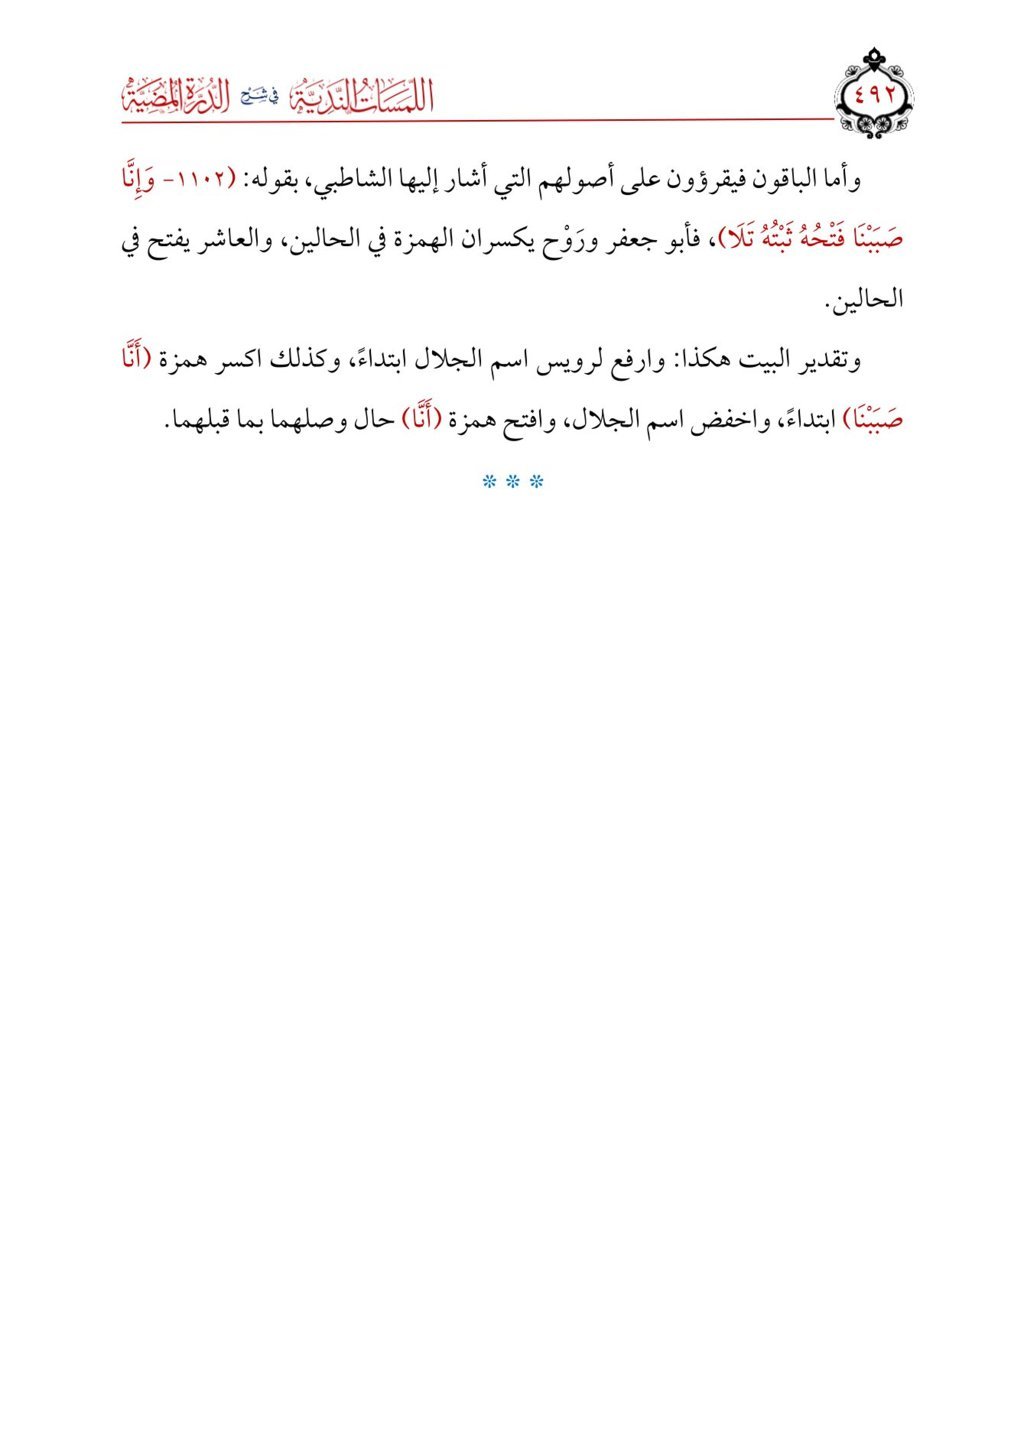 ٤٩٢
اللمسات الندية في شرح الدرة المضية
وأما الباقون فيقرؤون على أصولهم التي أشار إليها الشاطبي، بقوله: (١١٠٢- وَإِنَّا
صَبَبْنَا فَتْحُهُ ثَبْتُهُ تَلَا)، فأبو جعفر ورَوْح يكسران الهمزة في الحالين، والعاشر يفتح في
الحالين.
وتقدير البيت هكذا: وارفع لرويس اسم الجلال ابتداءً، وكذلك اكسر همزة (أَنَّا
صَبَبْنَا) ابتداءً، واخفض اسم الجلال، وافتح همزة (أَنَّا) حال وصلهما بما قبلهما.
* * *